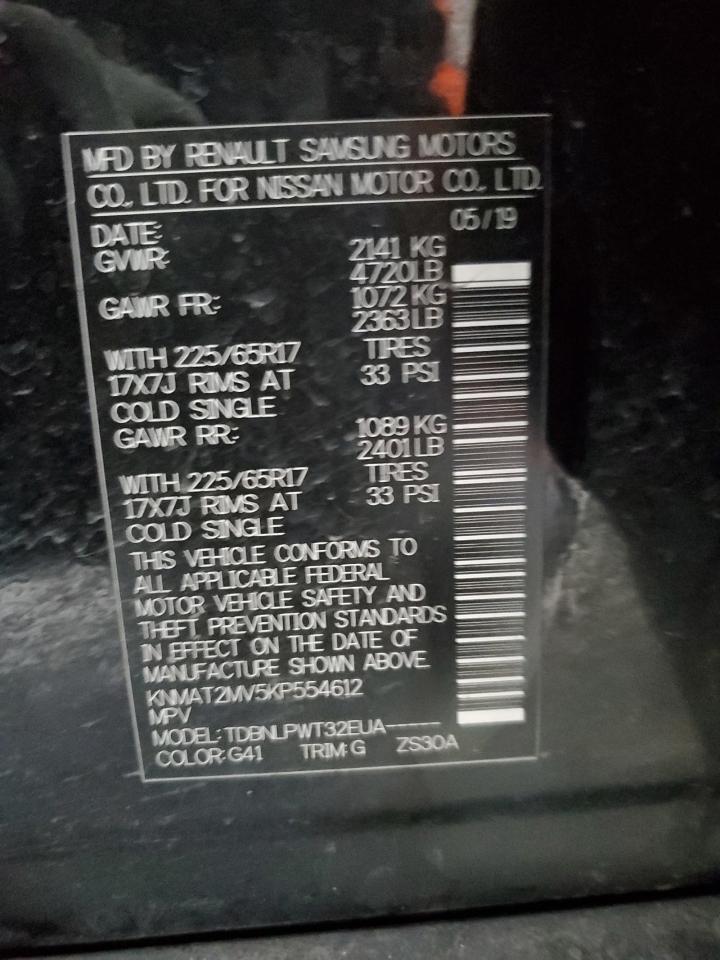 MFD BY RENAULT SAMSUNG MOTORS
CO., LTD. FOR NISSAN MOTOR CO., LTD.
DATE: 05/19
GVWR: 2141 KG
4720LB
GAWR FR: 1072 KG
2363LB
WITH 225/65R17 TIRES
17X7J RIMS AT 33 PSI
COLD SINGLE
GAWR RR: 1089 KG
2401LB
WITH 225/65R17 TIRES
17X7J RIMS AT 33 PSI
COLD SINGLE
THIS VEHICLE CONFORMS TO
ALL APPLICABLE FEDERAL
MOTOR VEHICLE SAFETY AND
THEFT PREVENTION STANDARDS
IN EFFECT ON THE DATE OF
MANUFACTURE SHOWN ABOVE.
KNMAT2MV5KP554612
MPV
MODEL:TDBNLPWT32EUA-----
COLOR:G41 TRIM:G ZS30A